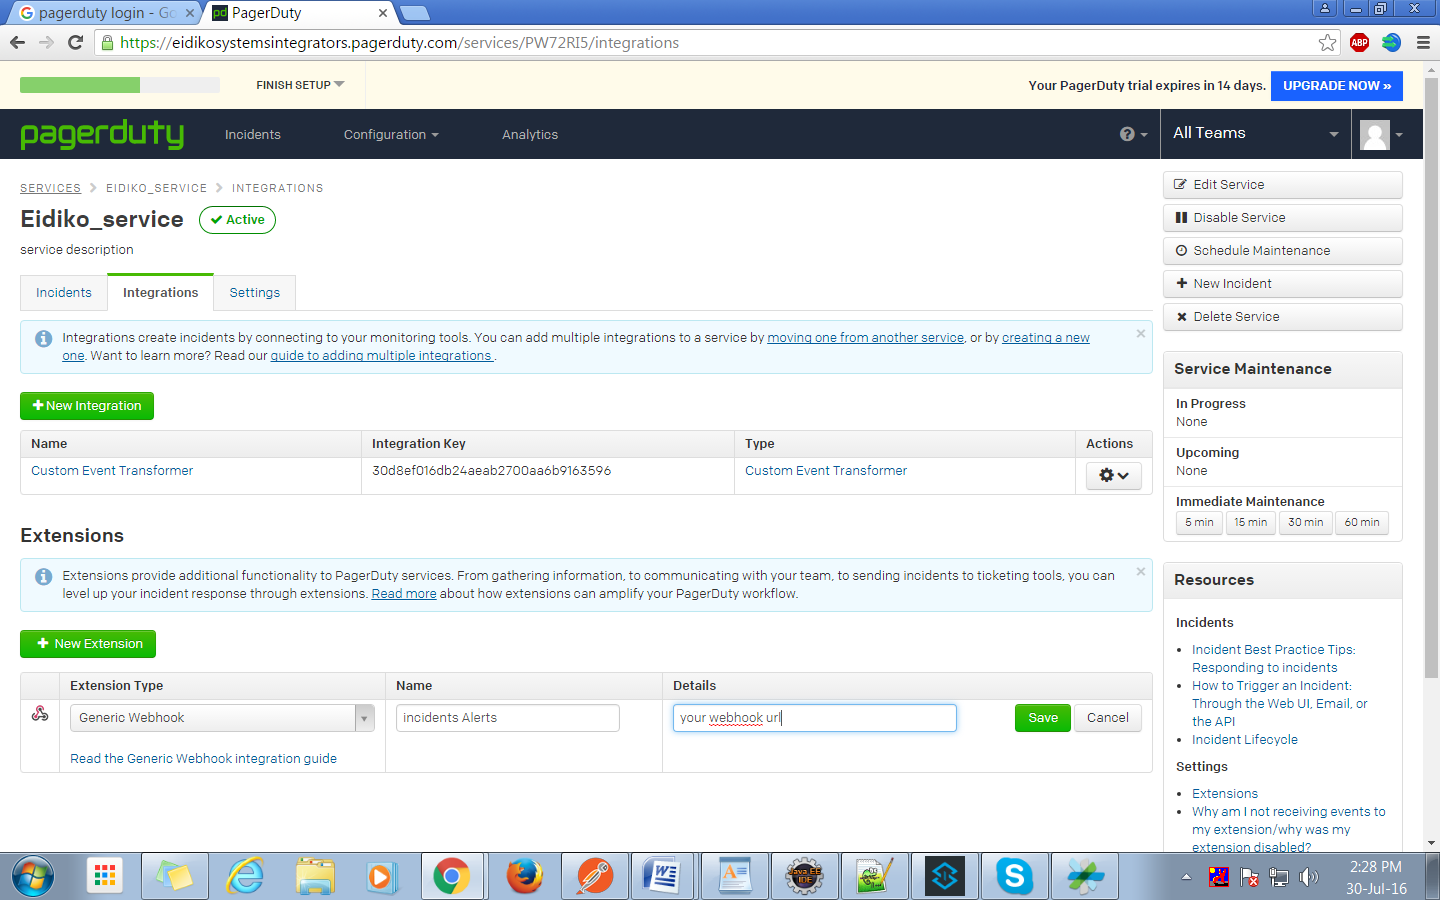 pagerduty login - Go
PagerDuty
https://eidikosystemsintegrators.pagerduty.com/services/PW72RI5/integrations
ABP
FINISH SETUP
Your PagerDuty trial expires in 14 days.
UPGRADE NOW »
pagerduty
Incidents
Configuration
Analytics
?
All Teams
SERVICES > EIDIKO_SERVICE > INTEGRATIONS
Eidiko_service
Active
service description
Incidents
Integrations
Settings
Integrations create incidents by connecting to your monitoring tools. You can add multiple integrations to a service by moving one from another service, or by creating a new
one. Want to learn more? Read our guide to adding multiple integrations .
+ New Integration
Name
Integration Key
Type
Actions
Custom Event Transformer
30d8ef016db24aeab2700aa6b9163596
Custom Event Transformer
Extensions
Extensions provide additional functionality to PagerDuty services. From gathering information, to communicating with your team, to sending incidents to ticketing tools, you can
level up your incident response through extensions. Read more about how extensions can amplify your PagerDuty workflow.
+ New Extension
Extension Type
Name
Details
Generic Webhook
incidents Alerts
your webhook url
Save
Cancel
Read the Generic Webhook integration guide
Edit Service
Disable Service
Schedule Maintenance
New Incident
Delete Service
Service Maintenance
In Progress
None
Upcoming
None
Immediate Maintenance
5 min
15 min
30 min
60 min
Resources
Incidents
• Incident Best Practice Tips:
Responding to incidents
• How to Trigger an Incident:
Through the Web UI, Email, or
the API
• Incident Lifecycle
Settings
• Extensions
• Why am I not receiving events to
my extension/why was my
extension disabled?
Java EE
IDE
2:28 PM
30-Jul-16